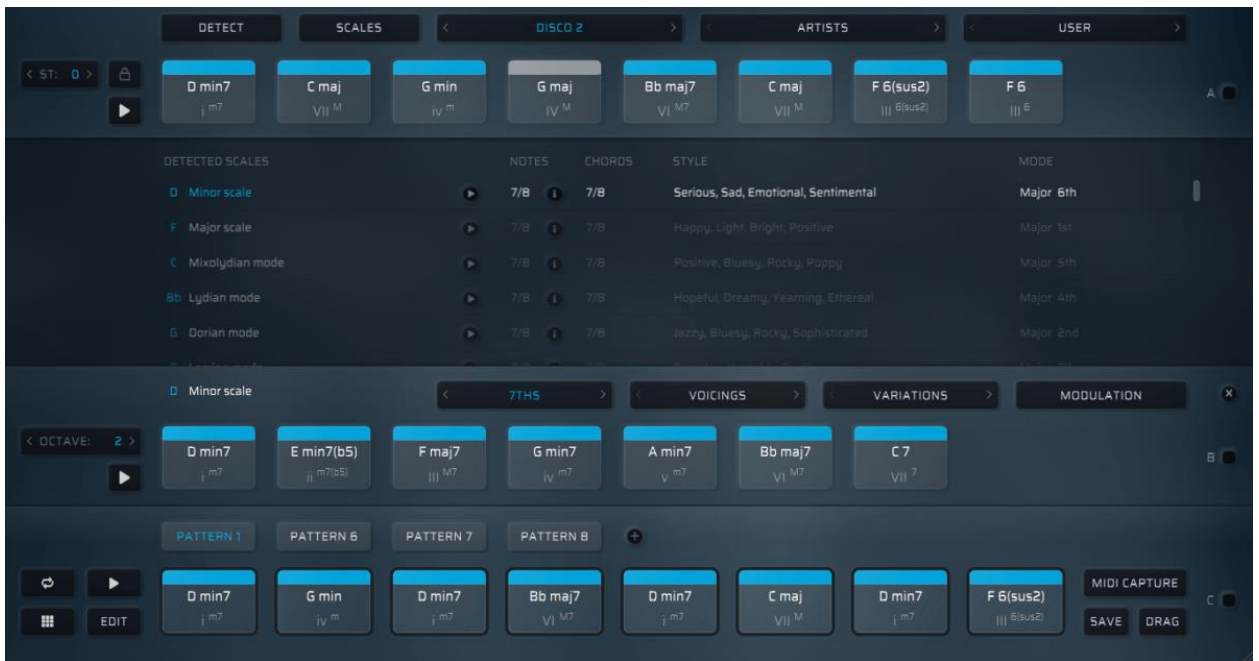 DETECT SCALES < DISCO 2 > < ARTISTS > < USER >
< ST: 0 >
D min7 C maj G min G maj Bb maj7 C maj F 6(sus2) F 6
i m7 VII M iv m IV M VI M7 VII M III 6(sus2) III 6
A
DETECTED SCALES NOTES CHORDS STYLE MODE
D Minor scale 7/8 i 7/8 Serious, Sad, Emotional, Sentimental Major 6th
F Major scale 7/8 i 7/8 Happy, Light, Bright, Positive Major 1st
C Mixolydian mode 7/8 i 7/8 Positive, Bluesy, Rocky, Poppy Major 5th
Bb Lydian mode 7/8 i 7/8 Hopeful, Dreamy, Yearning, Ethereal Major 4th
G Dorian mode 7/8 i 7/8 Jazzy, Bluesy, Rocky, Sophisticated Major 2nd
D Minor scale < 7THS > < VOICINGS > < VARIATIONS > MODULATION X
< OCTAVE: 2 >
D min7 E min7(b5) F maj7 G min7 A min7 Bb maj7 C 7
i m7 ii m7(b5) III M7 iv m7 v m7 VI M7 VII 7
B
PATTERN 1 PATTERN 6 PATTERN 7 PATTERN 8 +
D min7 G min D min7 Bb maj7 D min7 C maj D min7 F 6(sus2)
i m7 iv m i m7 VI M7 i m7 VII M i m7 III 6(sus2)
MIDI CAPTURE
C
EDIT SAVE DRAG